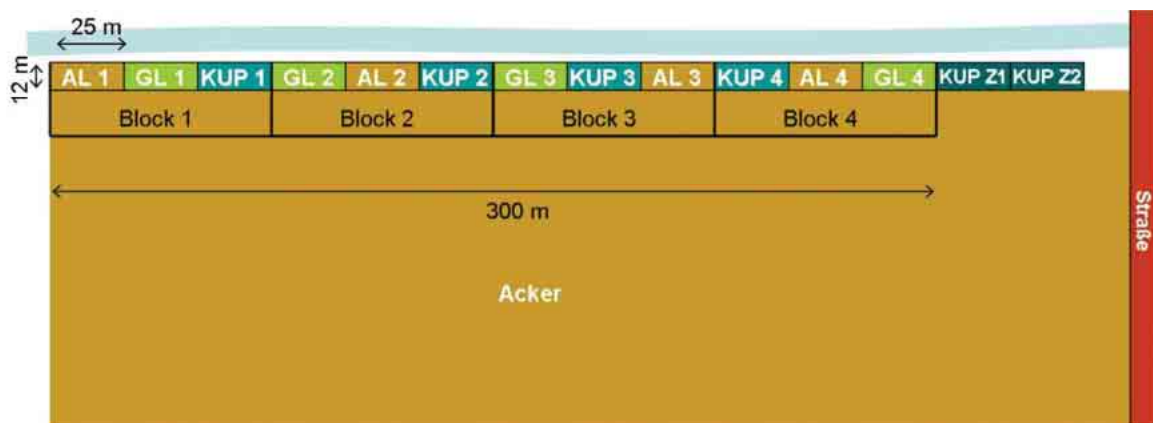 25 m
12 m
AL 1 GL 1 KUP 1 GL 2 AL 2 KUP 2 GL 3 KUP 3 AL 3 KUP 4 AL 4 GL 4 KUP Z1 KUP Z2
Block 1 Block 2 Block 3 Block 4
300 m
Straße
Acker